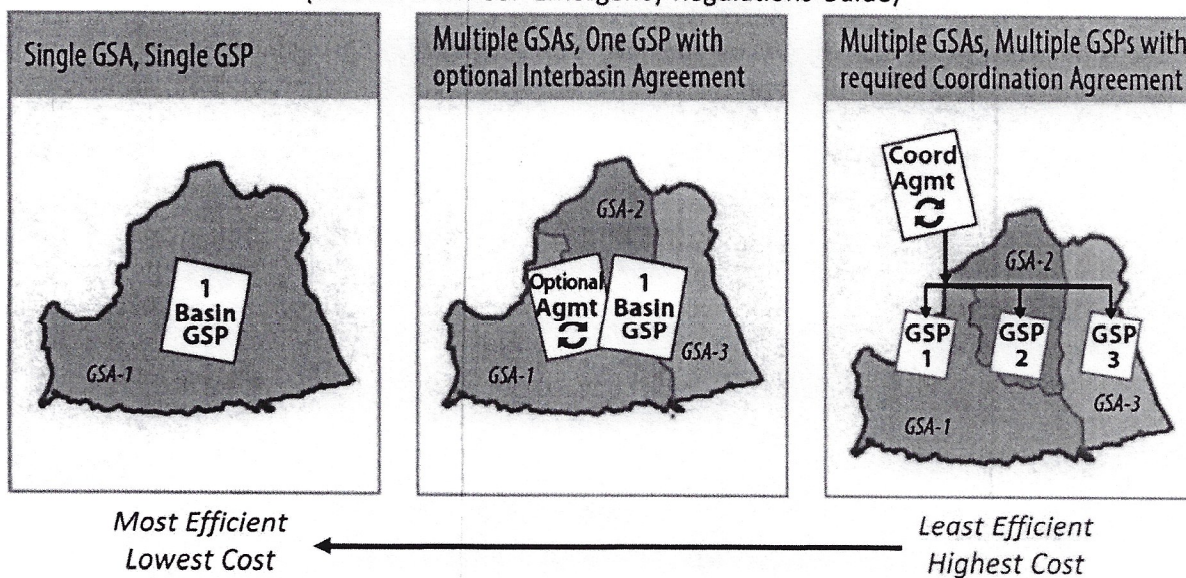 Emergency Regulations Guide)
Single GSA, Single GSP
1
Basin
GSP
GSA-1
Multiple GSAs, One GSP with
optional Interbasin Agreement
GSA-2
Optional
Agmt
1
Basin
GSP
GSA-3
GSA-1
Multiple GSAs, Multiple GSPs with
required Coordination Agreement
Coord
Agmt
GSA-2
GSP
1
GSP
2
GSP
3
GSA-3
GSA-1
Most Efficient
Lowest Cost
Least Efficient
Highest Cost